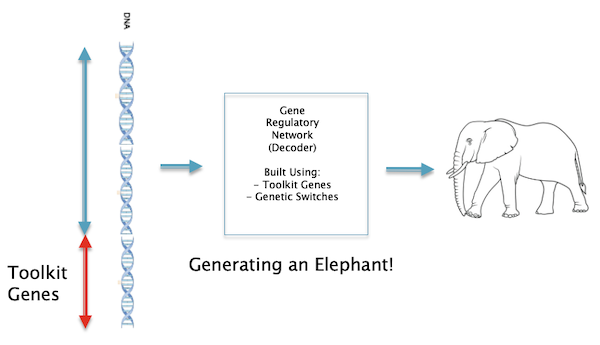 DNA
Gene
Regulatory
Network
(Decoder)
Built Using:
- Toolkit Genes
- Genetic Switches
Generating an Elephant!
Toolkit
Genes